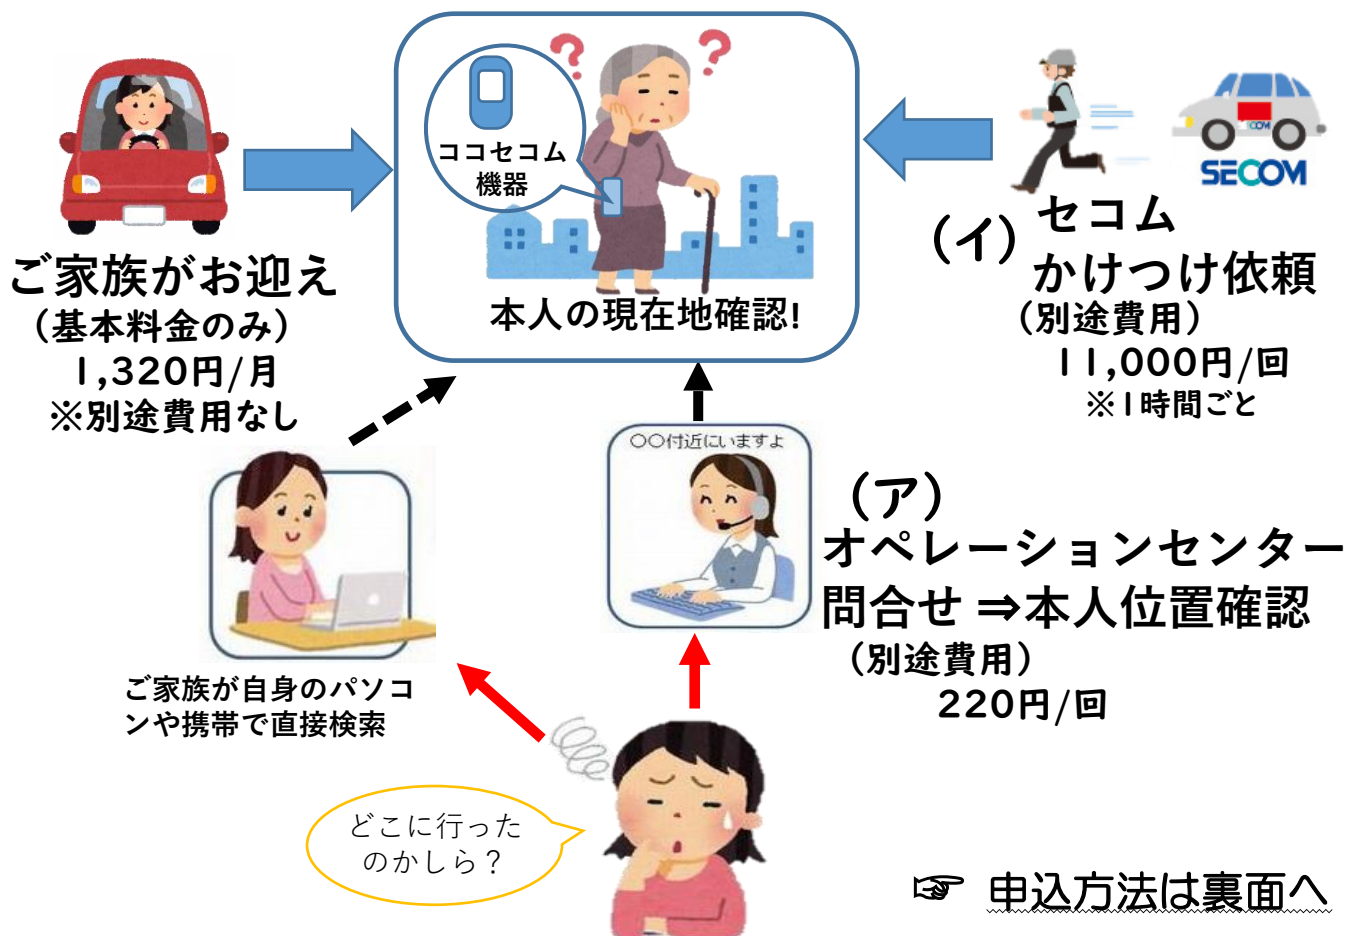 ？ ？
ココセコム
機器
本人の現在地確認!
ご家族がお迎え
（基本料金のみ）
1,320円/月
※別途費用なし
SECOM
SECOM
（イ）セコム
かけつけ依頼
（別途費用）
11,000円/回
※1時間ごと
〇〇付近にいますよ
（ア）
オペレーションセンター
問合せ ⇒本人位置確認
（別途費用）
220円/回
ご家族が自身のパソコ
ンや携帯で直接検索
どこに行った
のかしら？
☞ 申込方法は裏面へ